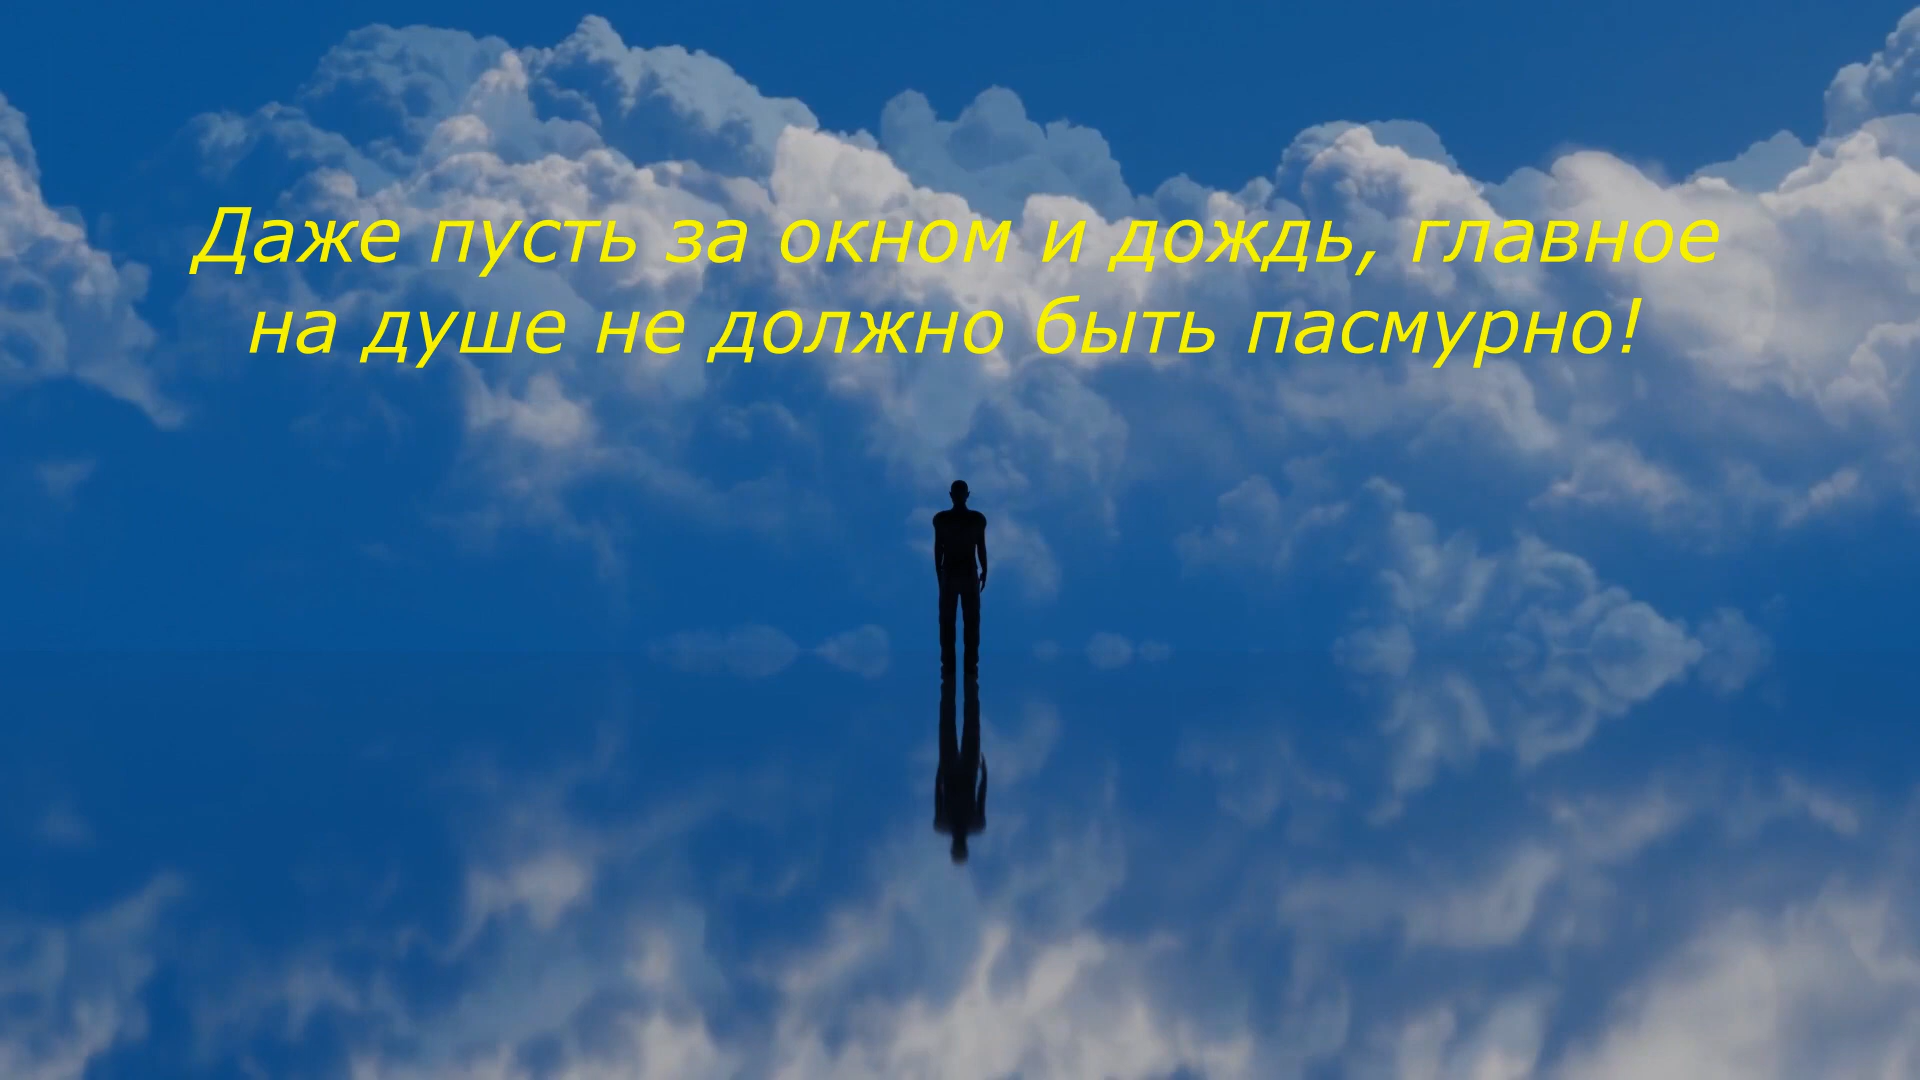 Даже пусть за окном и дождь, главное
на душе не должно быть пасмурно!